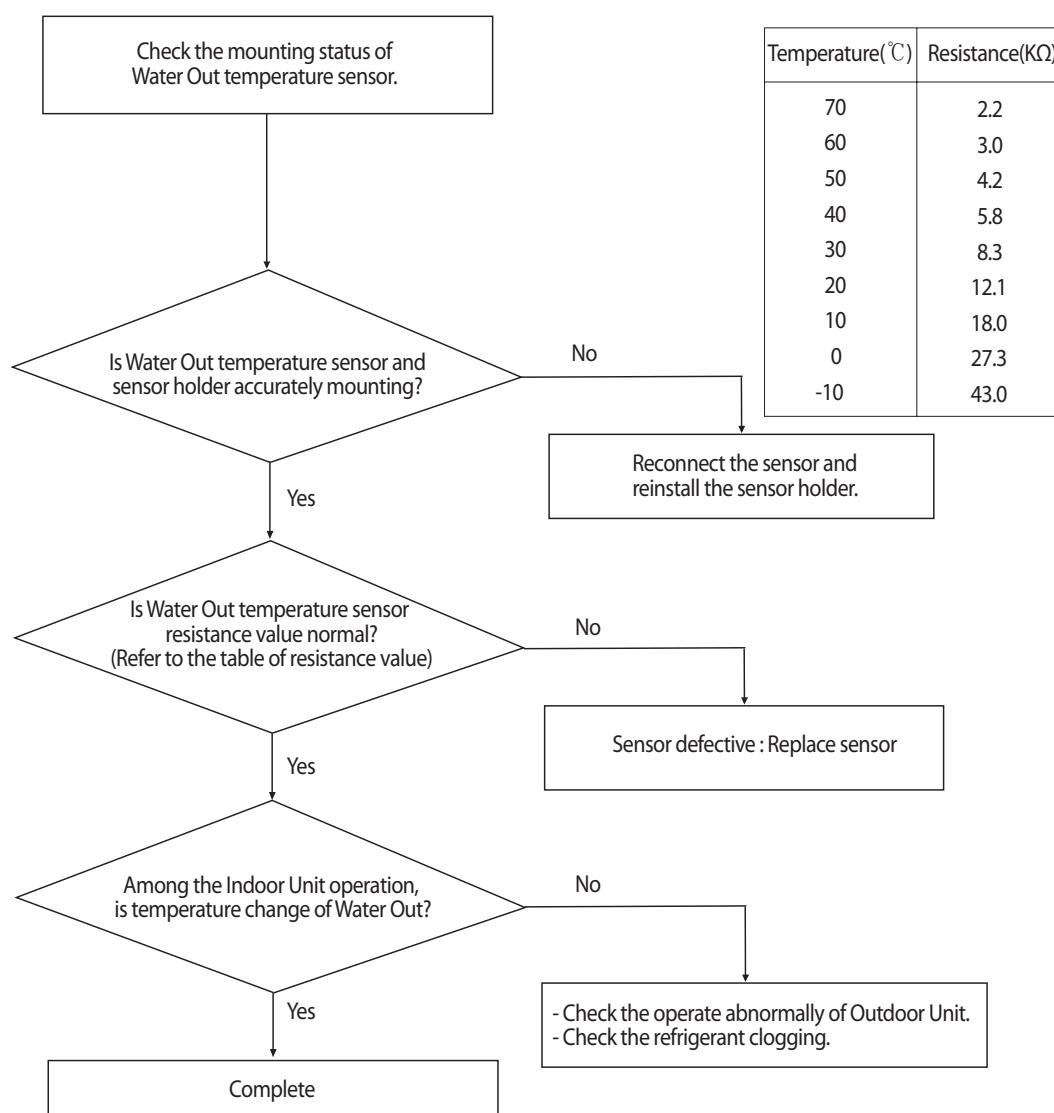 Check the mounting status of
Water Out temperature sensor.
Temperature(℃) Resistance(KΩ)
70 2.2
60 3.0
50 4.2
40 5.8
30 8.3
20 12.1
10 18.0
0 27.3
-10 43.0
Is Water Out temperature sensor and
sensor holder accurately mounting?
No
Reconnect the sensor and
reinstall the sensor holder.
Yes
Is Water Out temperature sensor
resistance value normal?
(Refer to the table of resistance value)
No
Sensor defective : Replace sensor
Yes
Among the Indoor Unit operation,
is temperature change of Water Out?
No
- Check the operate abnormally of Outdoor Unit.
- Check the refrigerant clogging.
Yes
Complete